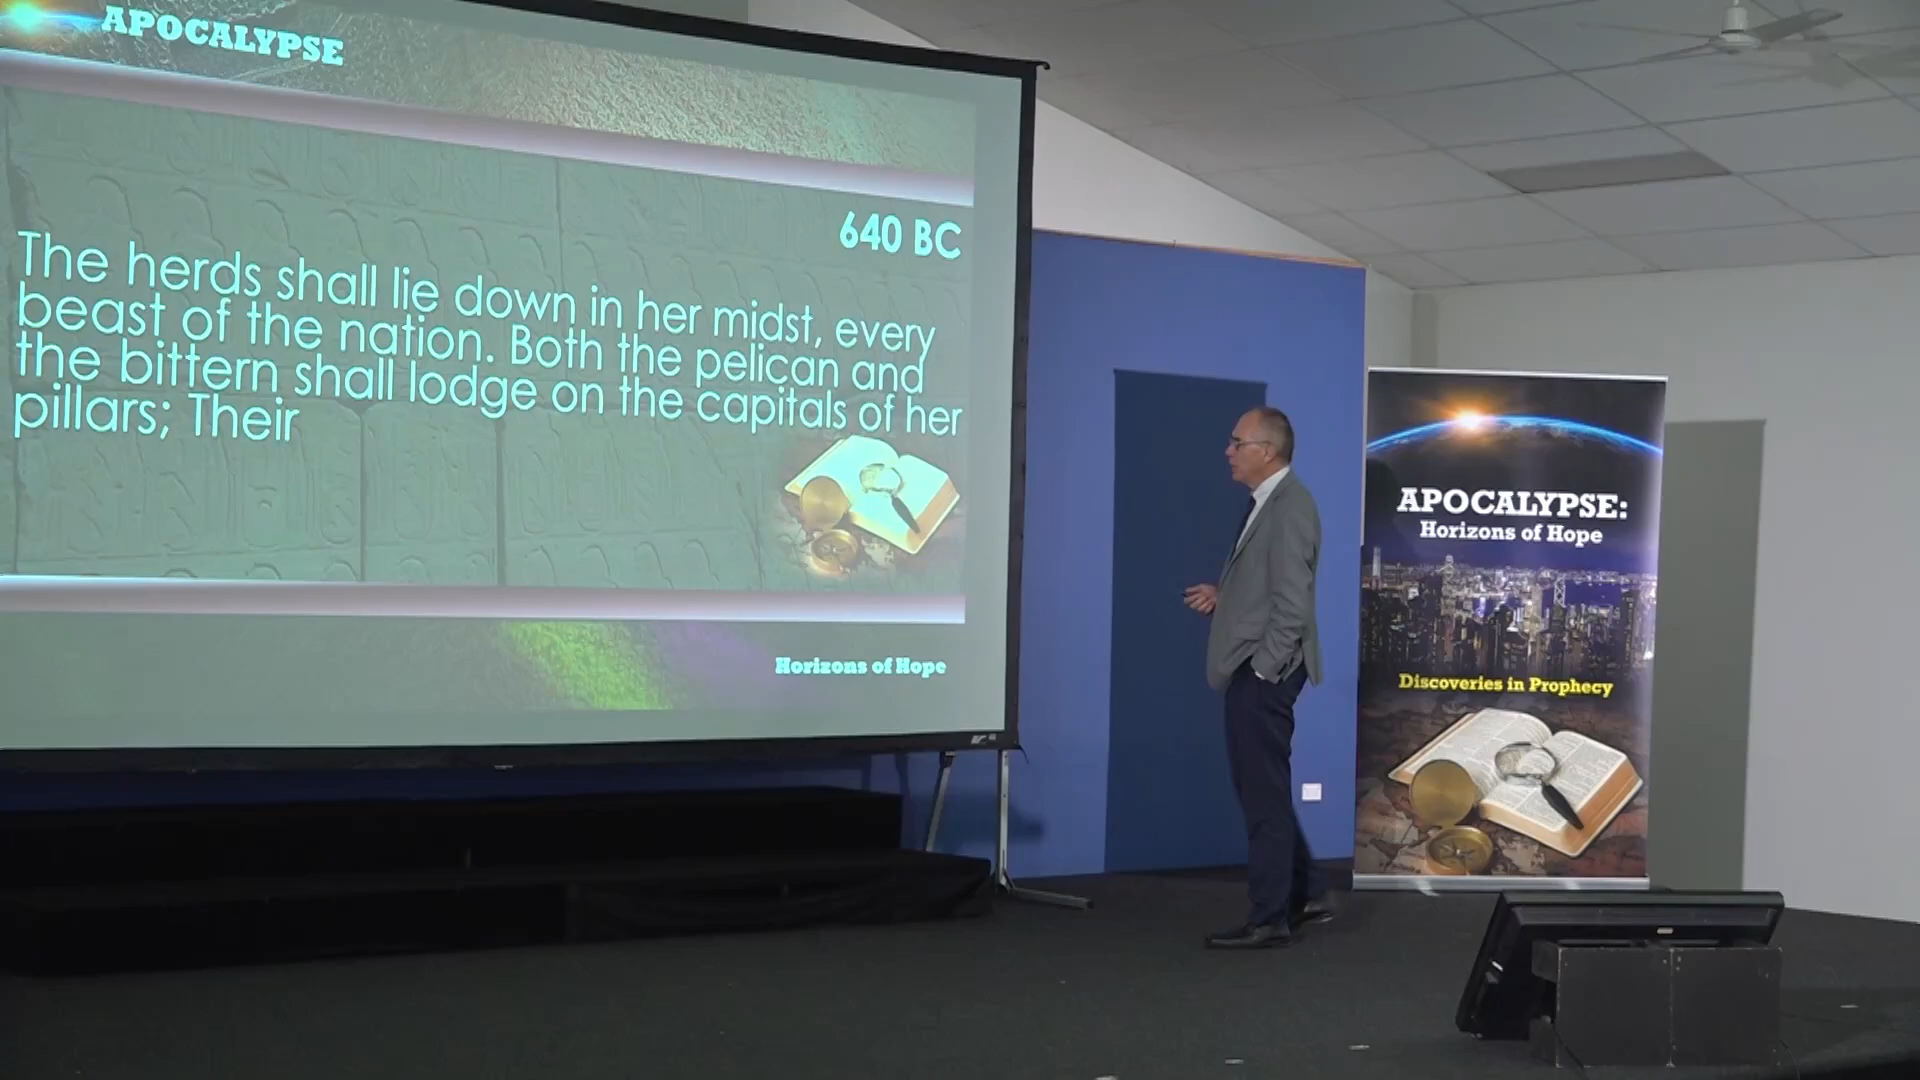 APOCALYPSE
640 BC
The herds shall lie down in her midst, every
beast of the nation. Both the pelican and
the bittern shall lodge on the capitals of her
pillars; Their
Horizons of Hope
APOCALYPSE:
Horizons of Hope
Discoveries in Prophecy